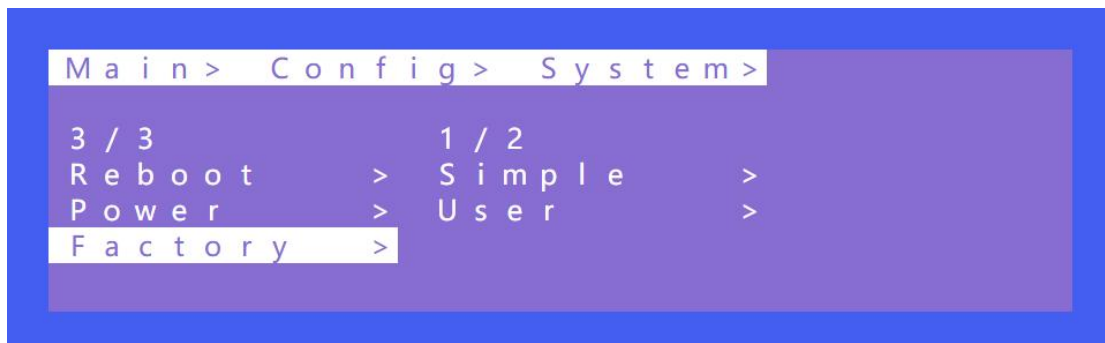 Main> Config> System>
3/3 1/2
Reboot > Simple >
Power > User >
Factory >